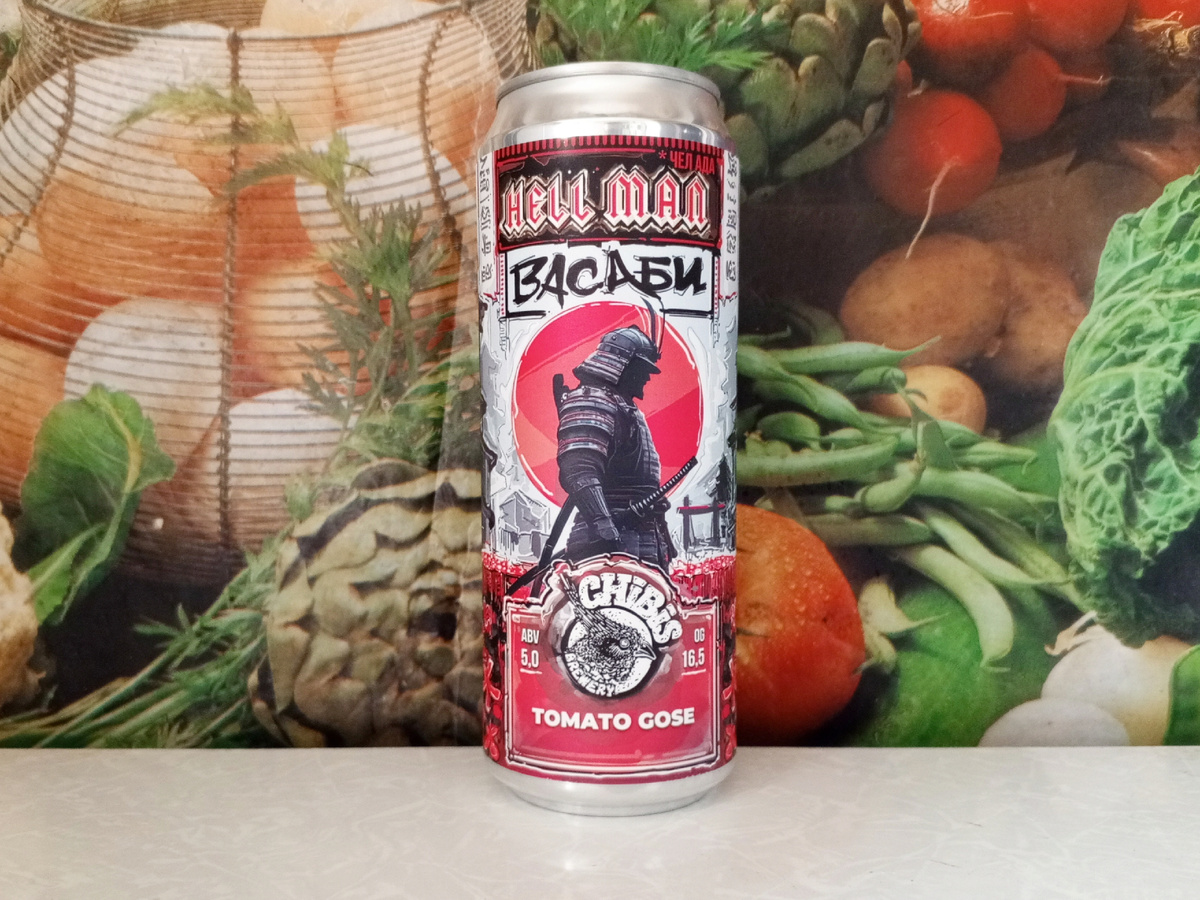 * ЧЕЛ АДА
HELL MAN
ВАСАБИ
CHIBIS
BREWERY
ABV
5,0
OG
16,5
TOMATO GOSE